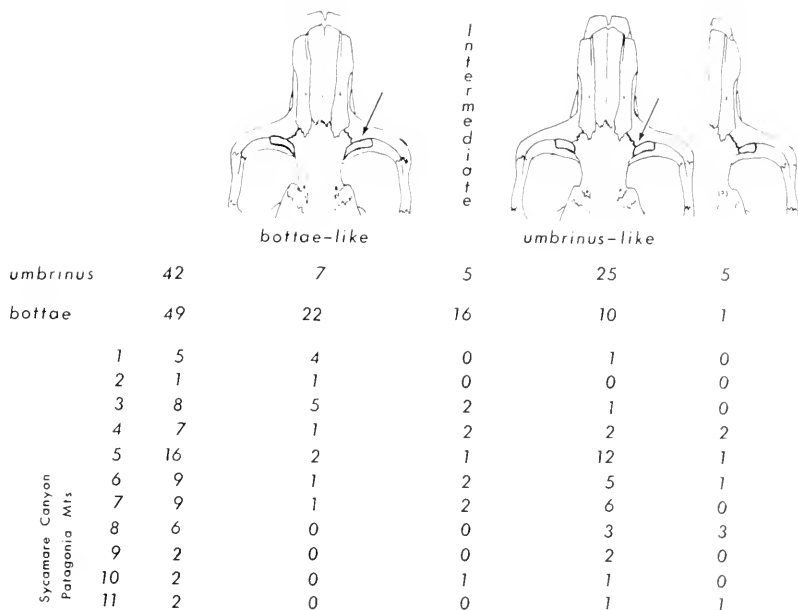 Intermediate
bottae-like umbrinus-like
umbrinus 42 7 5 25 5
bottae 49 22 16 10 1
1 5 4 0 1 0
2 1 1 0 0 0
3 8 5 2 1 0
4 7 1 2 2 2
5 16 2 1 12 1
6 9 1 2 5 1
7 9 1 2 6 0
8 6 0 0 3 3
9 2 0 0 2 0
10 2 0 1 1 0
11 2 0 0 1 1
Sycamare Canyon
Patagonia Mts